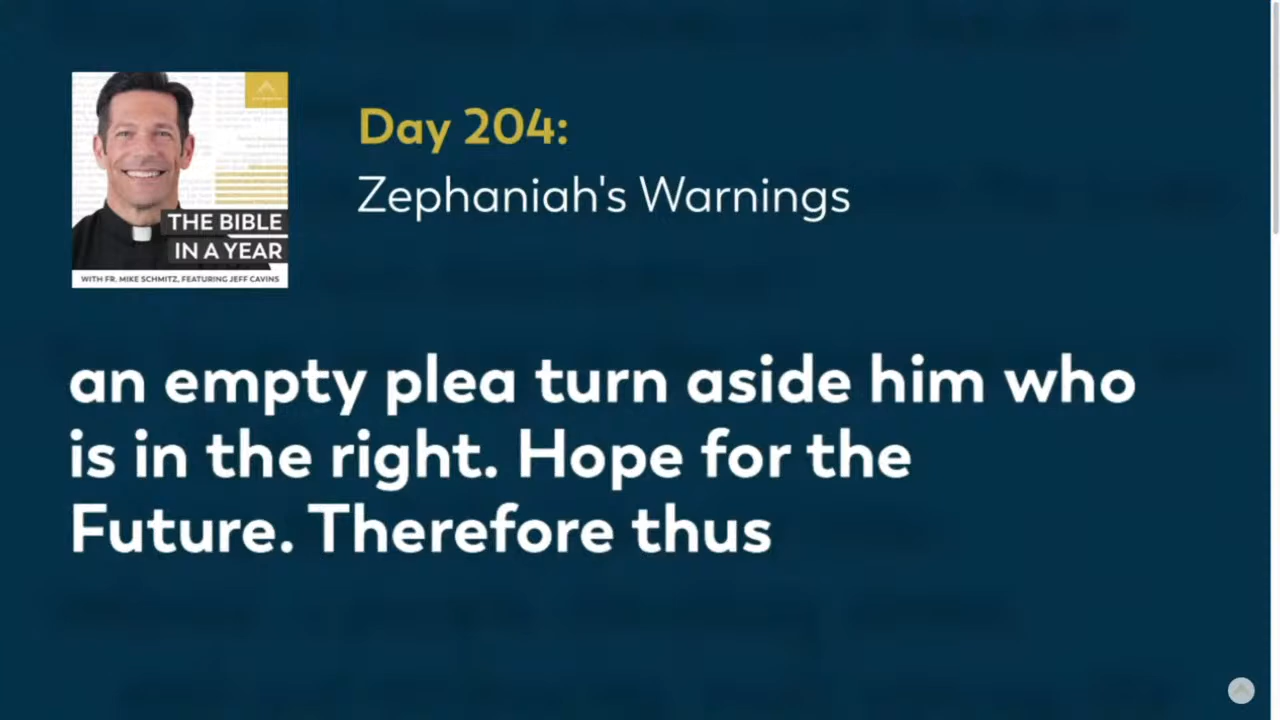 Day 204:
Zephaniah's Warnings
THE BIBLE
IN A YEAR
WITH FR. MIKE SCHMITZ, FEATURING JEFF CAVINS
an empty plea turn aside him who
is in the right. Hope for the
Future. Therefore thus